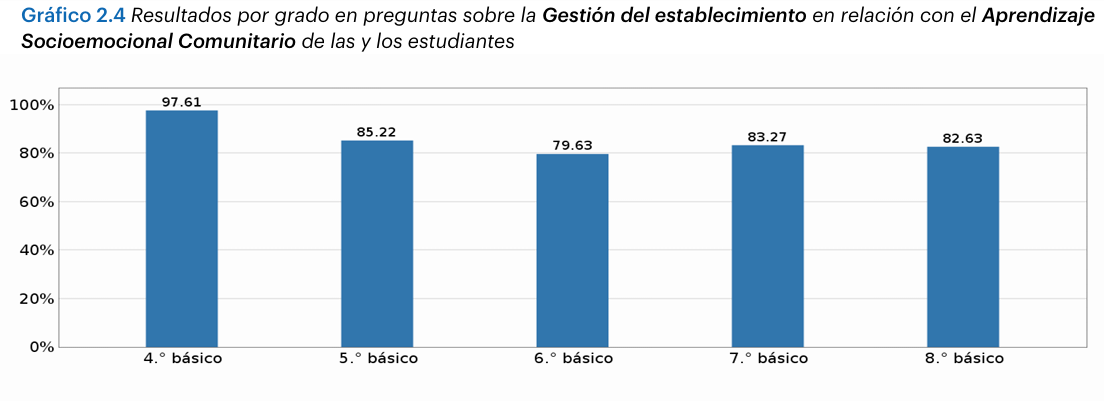 Gráfico 2.4 Resultados por grado en preguntas sobre la Gestión del establecimiento en relación con el Aprendizaje
Socioemocional Comunitario de las y los estudiantes
100%
80%
60%
40%
20%
0%
97.61
85.22
79.63
83.27
82.63
4.° básico
5.° básico
6.° básico
7.° básico
8.° básico